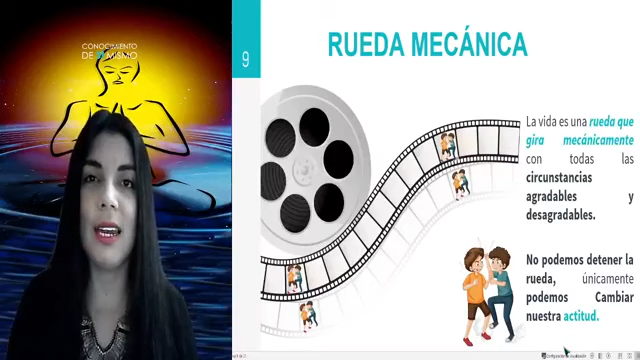 CONOCIMIENTO
DE TI MISMO
9
RUEDA MECÁNICA
La vida es una rueda que
gira mecánicamente
con todas las
circunstancias
agradables y
desagradables.
No podemos detener la
rueda, únicamente
podemos Cambiar
nuestra actitud.